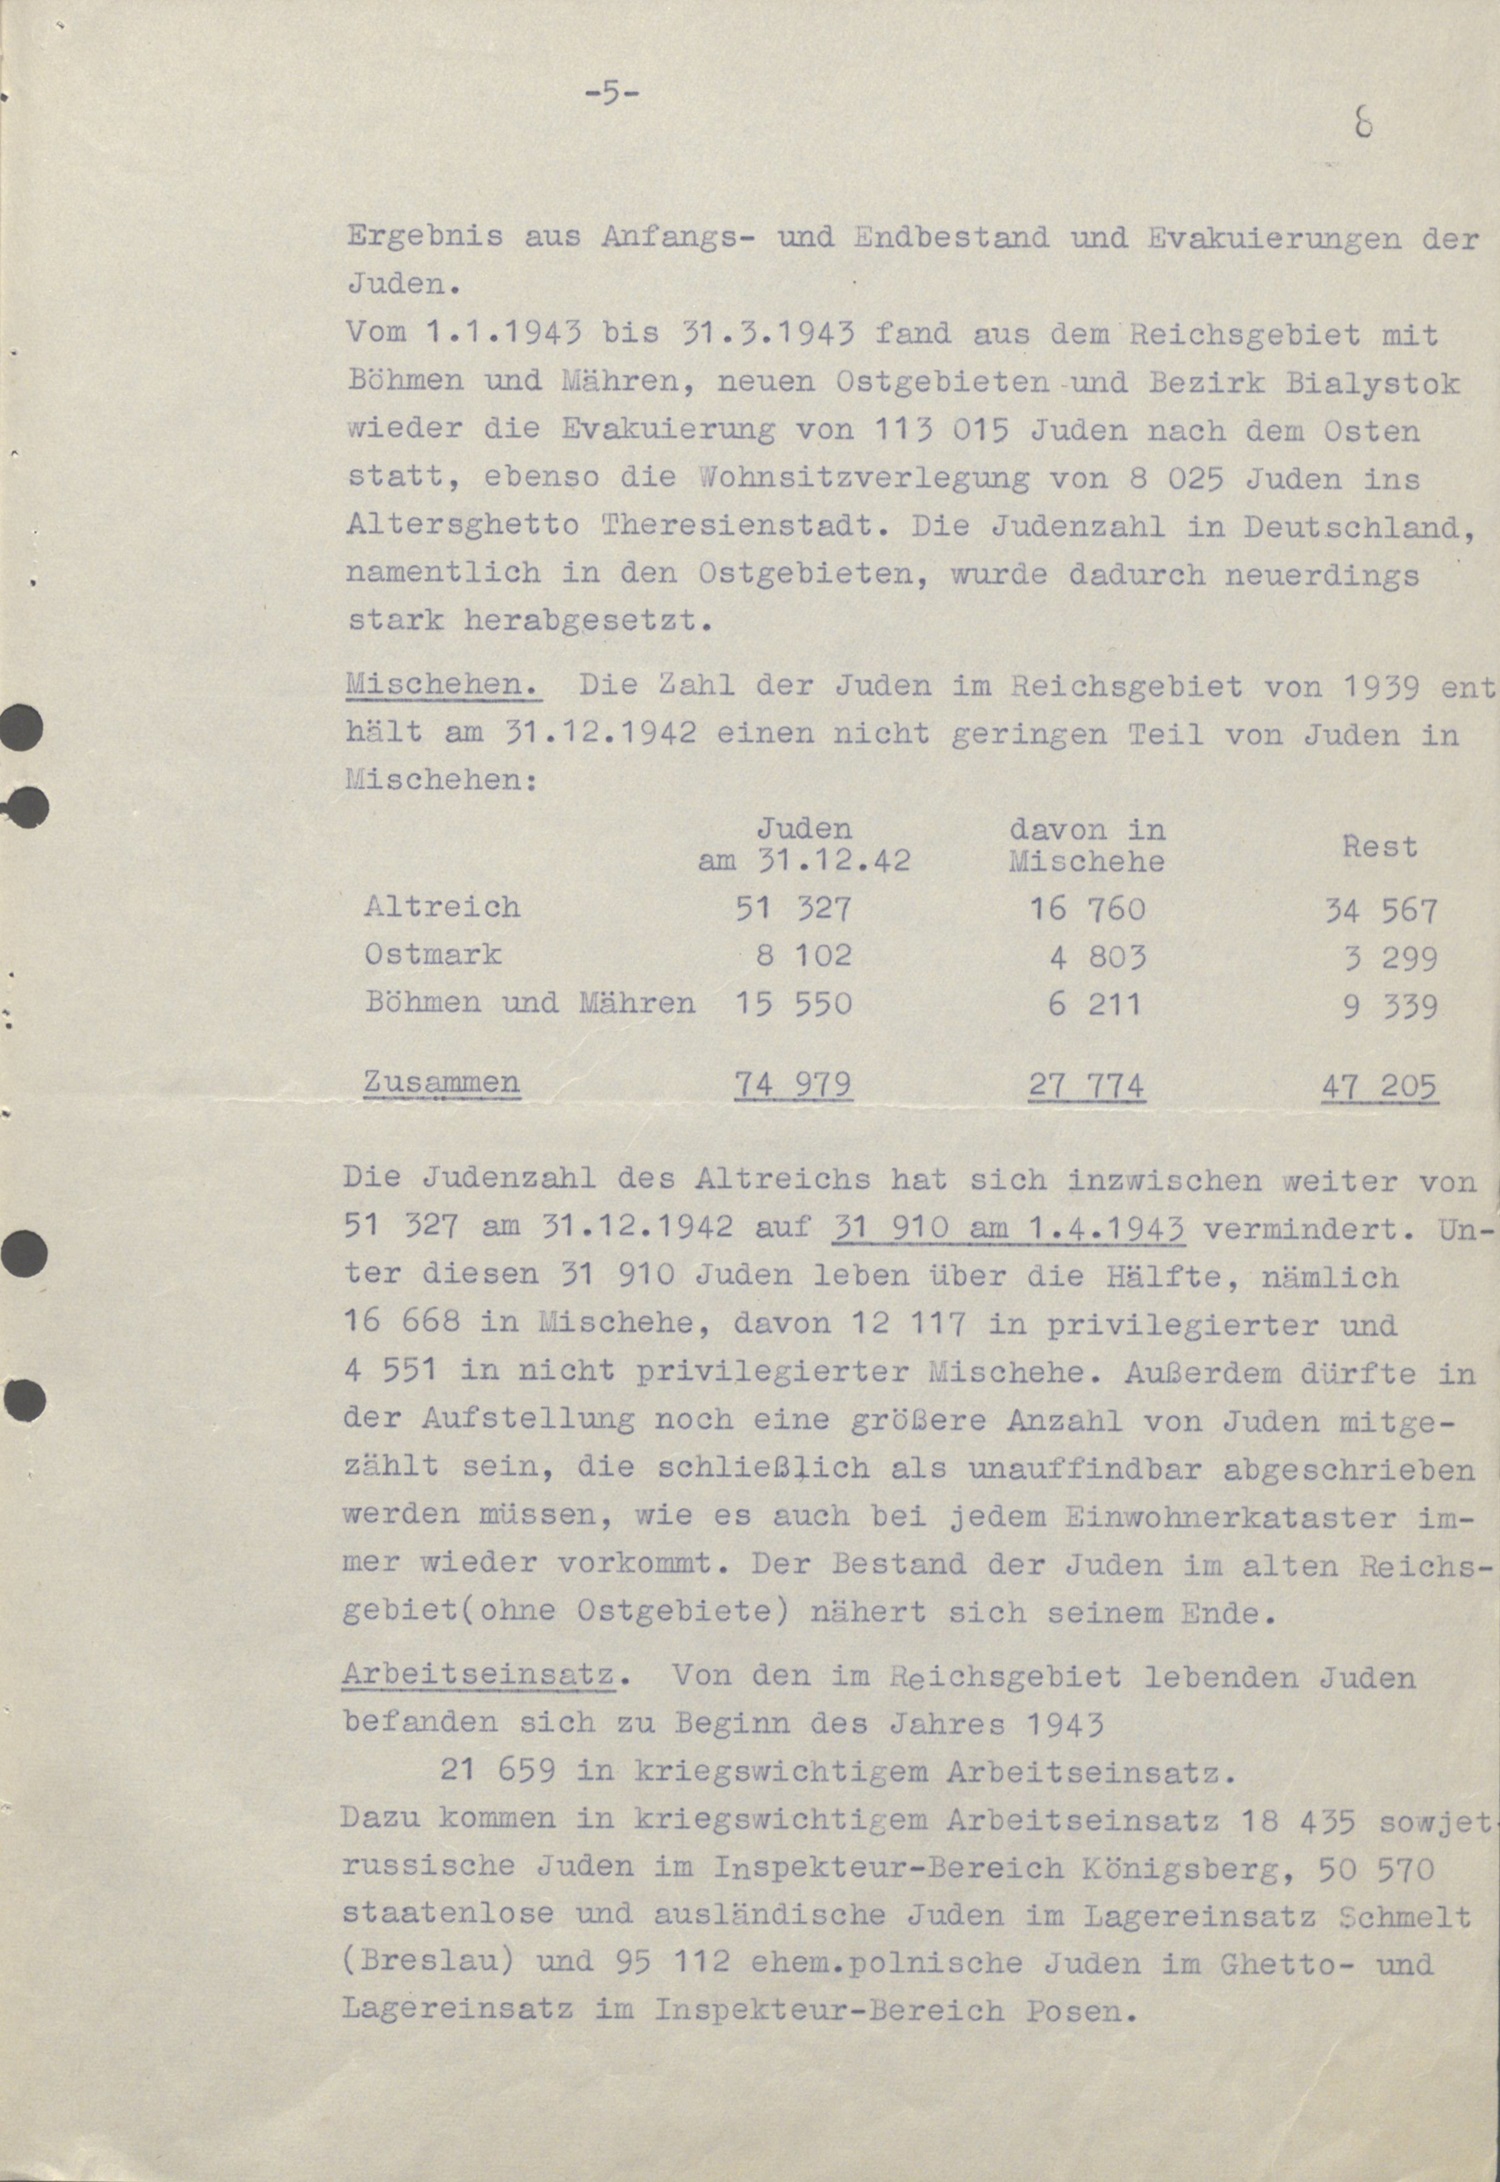 -5-
8
Ergebnis aus Anfangs- und Endbestand und Evakuierungen der
Juden.
Vom 1.1.1943 bis 31.3.1943 fand aus dem Reichsgebiet mit
Böhmen und Mähren, neuen Ostgebieten und Bezirk Bialystok
wieder die Evakuierung von 113 015 Juden nach dem Osten
statt, ebenso die Wohnsitzverlegung von 8 025 Juden ins
Altersghetto Theresienstadt. Die Judenzahl in Deutschland,
namentlich in den Ostgebieten, wurde dadurch neuerdings
stark herabgesetzt.
Mischehen. Die Zahl der Juden im Reichsgebiet von 1939 ent
hält am 31.12.1942 einen nicht geringen Teil von Juden in
Mischehen:
Juden davon in Rest
am 31.12.42 Mischehe
Altreich 51 327 16 760 34 567
Ostmark 8 102 4 803 3 299
Böhmen und Mähren 15 550 6 211 9 339
Zusammen 74 979 27 774 47 205
Die Judenzahl des Altreichs hat sich inzwischen weiter von
51 327 am 31.12.1942 auf 31 910 am 1.4.1943 vermindert. Un-
ter diesen 31 910 Juden leben über die Hälfte, nämlich
16 668 in Mischehe, davon 12 117 in privilegierter und
4 551 in nicht privilegierter Mischehe. Außerdem dürfte in
der Aufstellung noch eine größere Anzahl von Juden mitge-
zählt sein, die schließlich als unauffindbar abgeschrieben
werden müssen, wie es auch bei jedem Einwohnerkataster im-
mer wieder vorkommt. Der Bestand der Juden im alten Reichs-
gebiet(ohne Ostgebiete) nähert sich seinem Ende.
Arbeitseinsatz. Von den im Reichsgebiet lebenden Juden
befanden sich zu Beginn des Jahres 1943
21 659 in kriegswichtigem Arbeitseinsatz.
Dazu kommen in kriegswichtigem Arbeitseinsatz 18 435 sowjet-
russische Juden im Inspekteur-Bereich Königsberg, 50 570
staatenlose und ausländische Juden im Lagereinsatz Schmelt
(Breslau) und 95 112 ehem.polnische Juden im Ghetto- und
Lagereinsatz im Inspekteur-Bereich Posen.